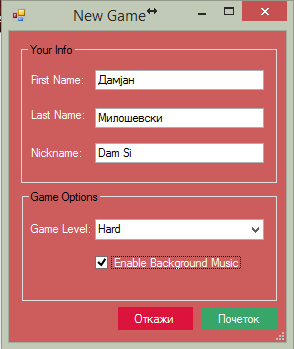 New Game
Your Info
First Name: Дамјан
Last Name: Милошевски
Nickname: Dam Si
Game Options
Game Level: Hard
Enable Background Music
Откажи Почеток